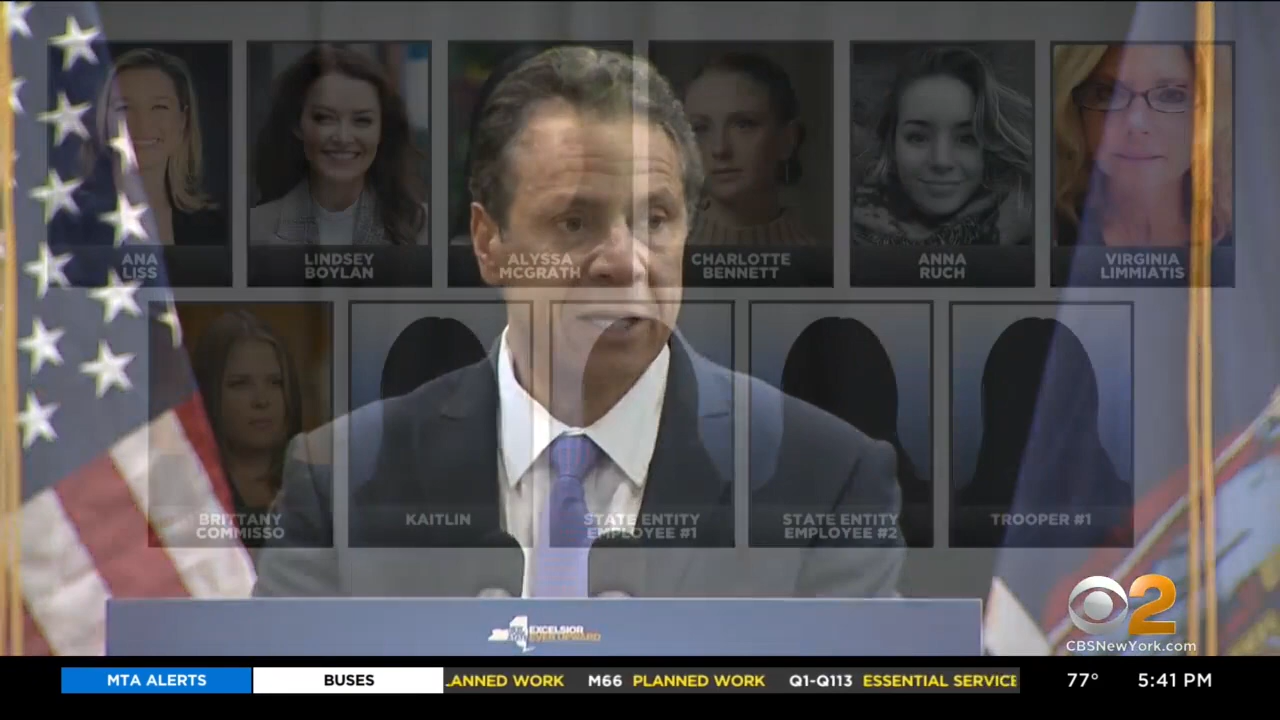 ANA
LISS
LINDSEY
BOYLAN
ALYSSA
MCGRATH
CHARLOTTE
BENNETT
ANNA
RUCH
VIRGINIA
LIMMIATIS
BRITTANY
COMMISSO
KAITLIN
STATE ENTITY
EMPLOYEE #1
STATE ENTITY
EMPLOYEE #2
TROOPER #1
EXCELSIOR
EVER UPWARD
2
CBSNewYork.com
MTA ALERTS
BUSES
ANNED WORK M66 PLANNED WORK Q1-Q113 ESSENTIAL SERVICE
77° 5:41 PM